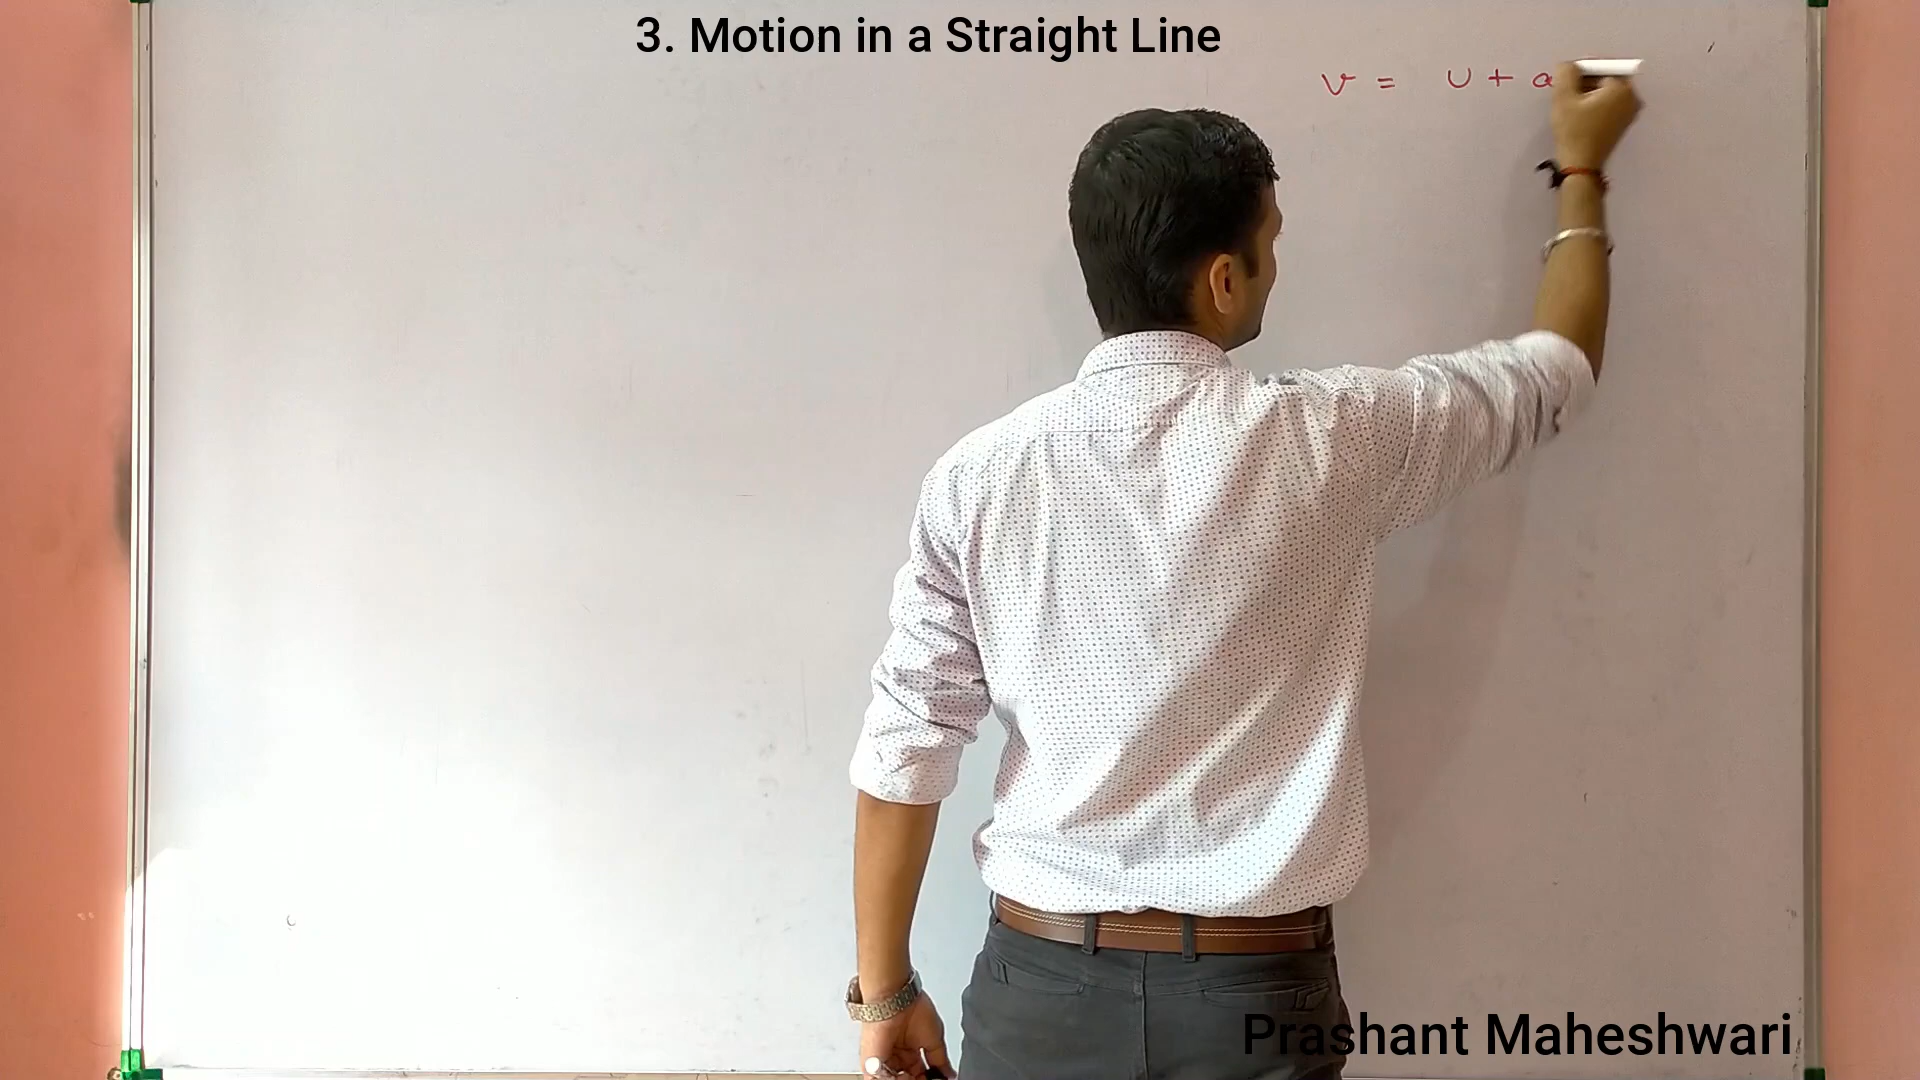 3. Motion in a Straight Line
v = u + a
Prashant Maheshwari